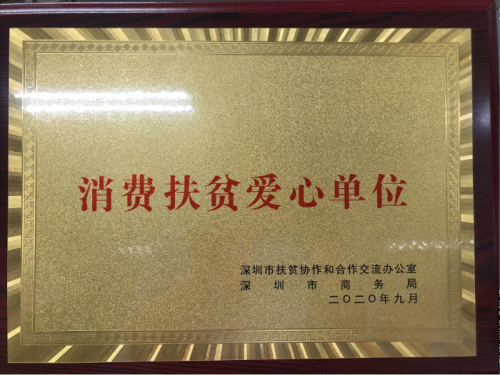 消费扶贫爱心单位
深圳市扶贫协作和合作交流办公室
深圳市商务局
二〇二〇年九月